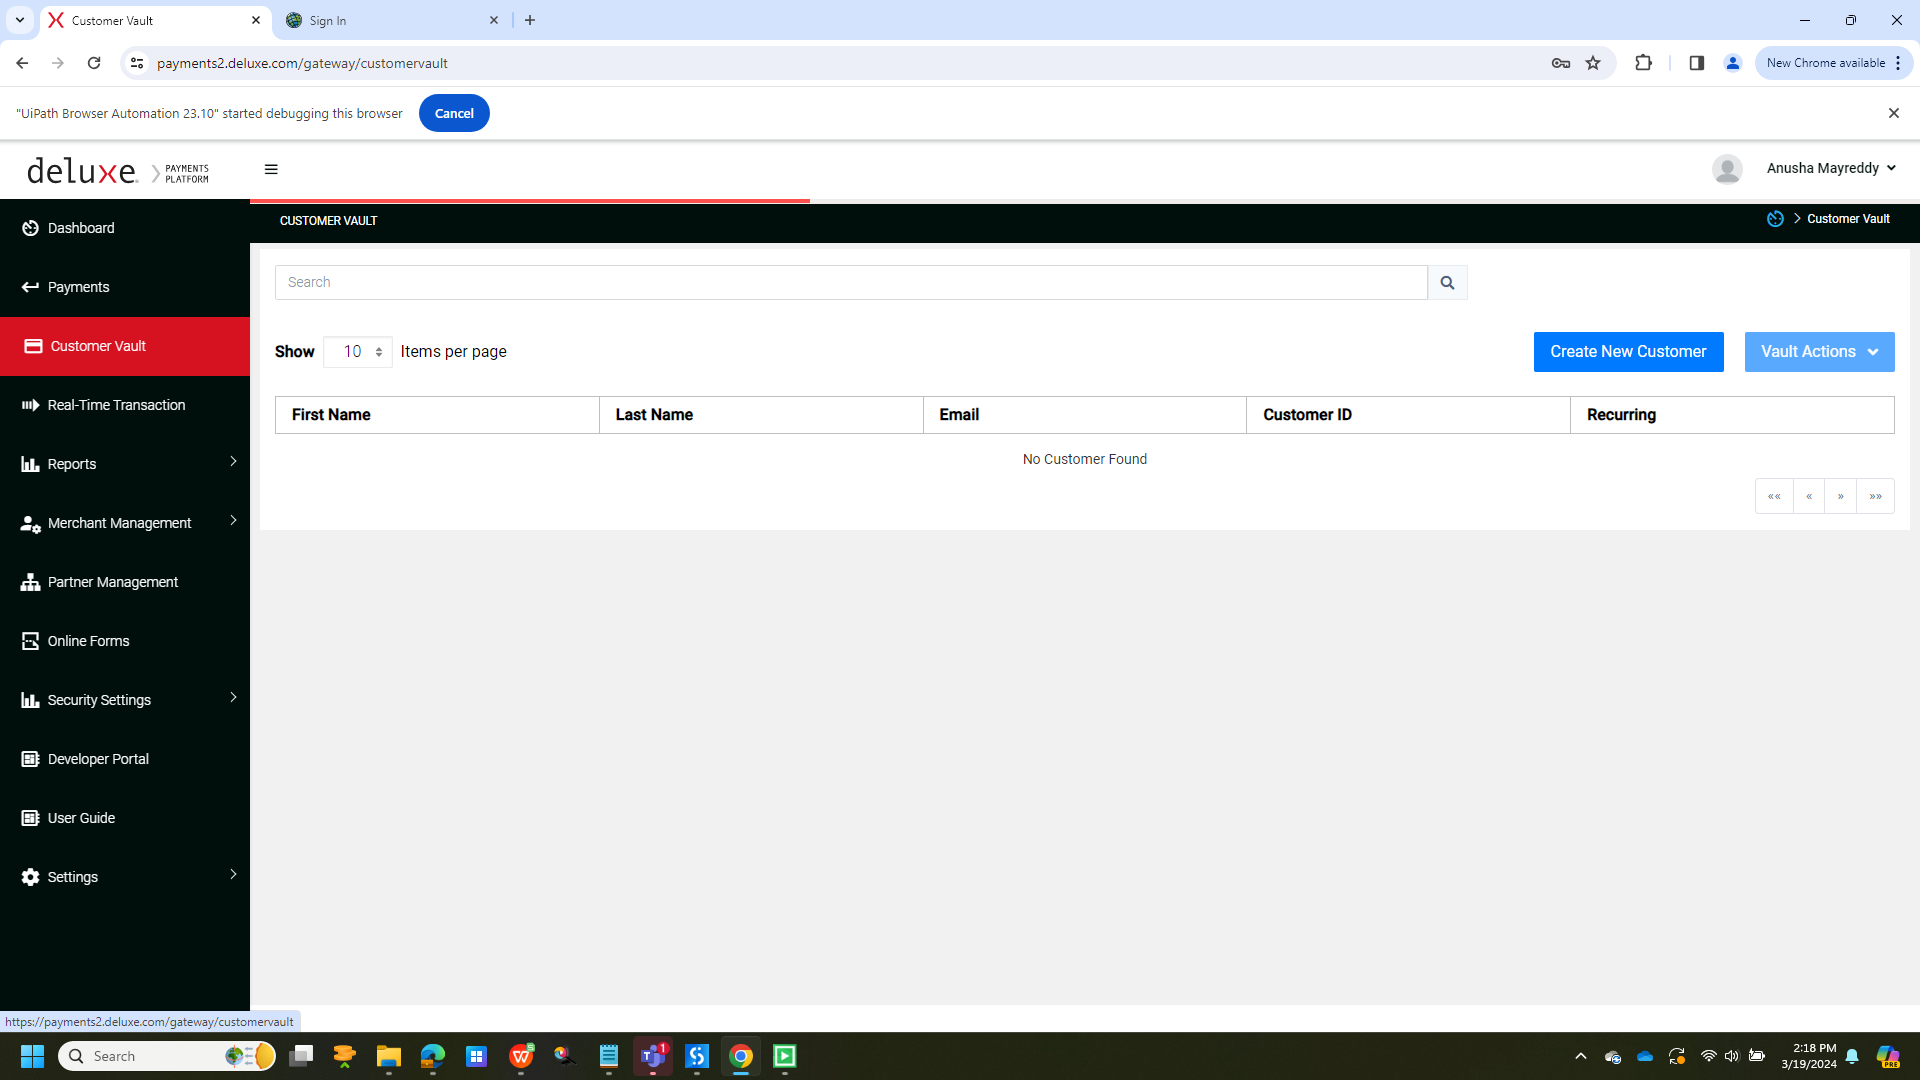 Customer Vault
Sign In
payments2.deluxe.com/gateway/customervault
New Chrome available
"UiPath Browser Automation 23.10" started debugging this browser
Cancel
deluxe. PAYMENTS PLATFORM
Anusha Mayreddy
Dashboard
CUSTOMER VAULT
Customer Vault
Payments
Search
Customer Vault
Show 10 Items per page
Create New Customer
Vault Actions
Real-Time Transaction
First Name Last Name Email Customer ID Recurring
Reports
No Customer Found
«« « » »»
Merchant Management
Partner Management
Online Forms
Security Settings
Developer Portal
User Guide
Settings
https://payments2.deluxe.com/gateway/customervault
Search
1
PRE
2:18 PM
3/19/2024